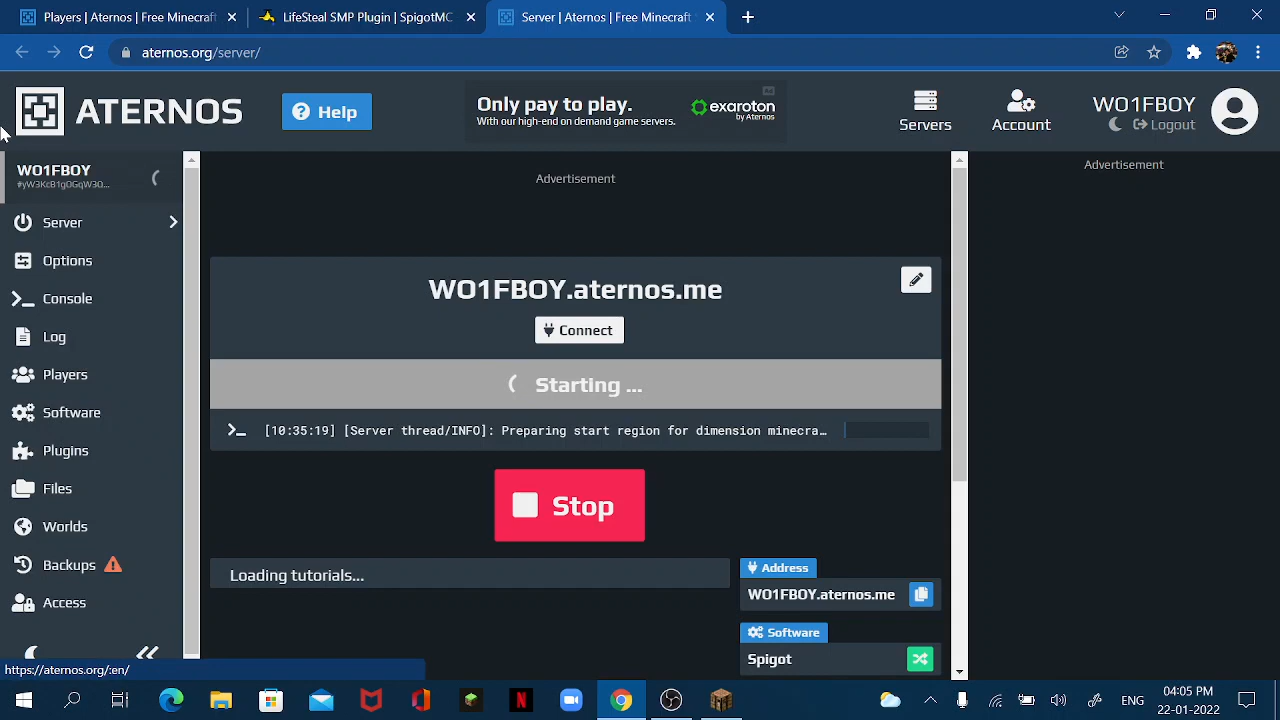 Players | Aternos | Free Minecraft
LifeSteal SMP Plugin | SpigotMC
Server | Aternos | Free Minecraft
aternos.org/server/
ATERNOS
Help
Only pay to play.
With our high-end on demand game servers.
exaroton
by Aternos
Ad
Servers
Account
WO1FBOY
Logout
WO1FBOY
Server
Options
Console
Log
Players
Software
Plugins
Files
Worlds
Backups
Access
Advertisement
WO1FBOY.aternos.me
Connect
Starting ...
[10:35:19] [Server thread/INFO]: Preparing start region for dimension minecra…
Stop
Loading tutorials...
Address
WO1FBOY.aternos.me
Software
Spigot
Advertisement
https://aternos.org/:en/
ENG
04:05 PM
22-01-2022